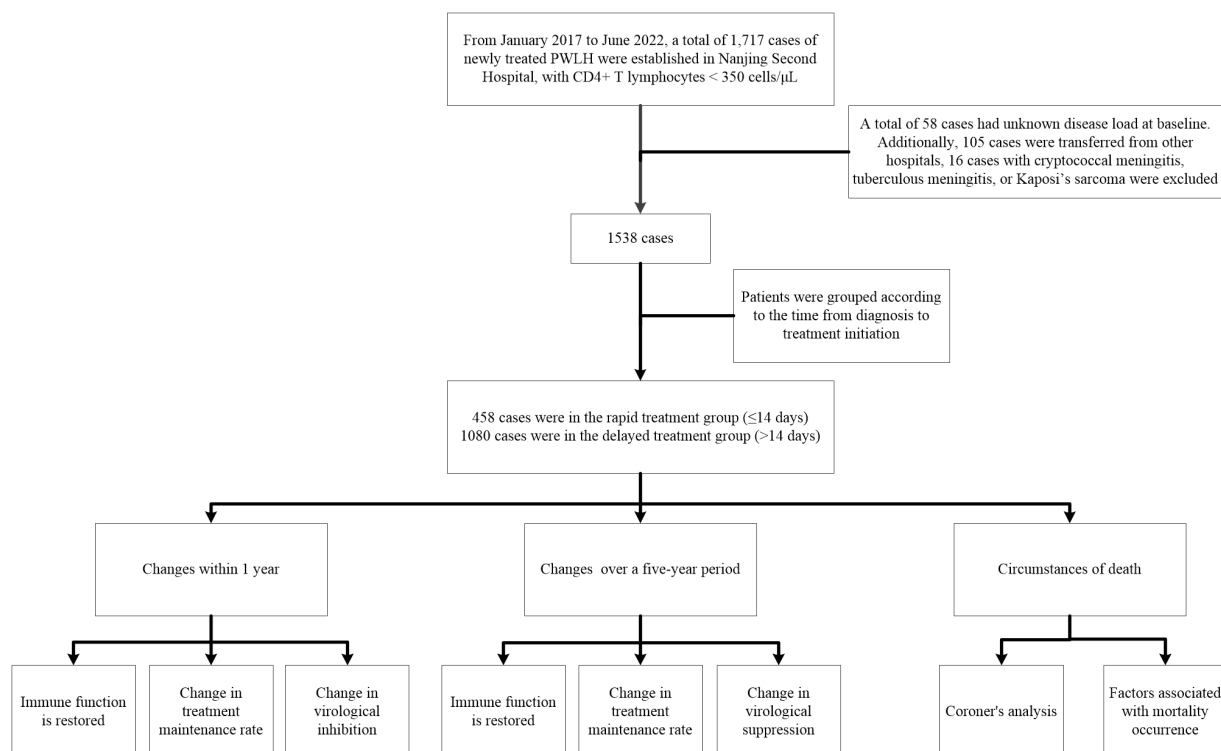 From January 2017 to June 2022, a total of 1,717 cases of
newly treated PWLH were established in Nanjing Second
Hospital, with CD4+ T lymphocytes < 350 cells/μL
A total of 58 cases had unknown disease load at baseline.
Additionally, 105 cases were transferred from other
hospitals, 16 cases with cryptococcal meningitis,
tuberculous meningitis, or Kaposi's sarcoma were excluded
1538 cases
Patients were grouped according
to the time from diagnosis to
treatment initiation
458 cases were in the rapid treatment group (≤14 days)
1080 cases were in the delayed treatment group (>14 days)
Changes within 1 year
Changes over a five-year period
Circumstances of death
Immune function
is restored
Change in
treatment
maintenance rate
Change in
virological
inhibition
Immune function
is restored
Change in
treatment
maintenance rate
Change in
virological
suppression
Coroner's analysis
Factors associated
with mortality
occurrence